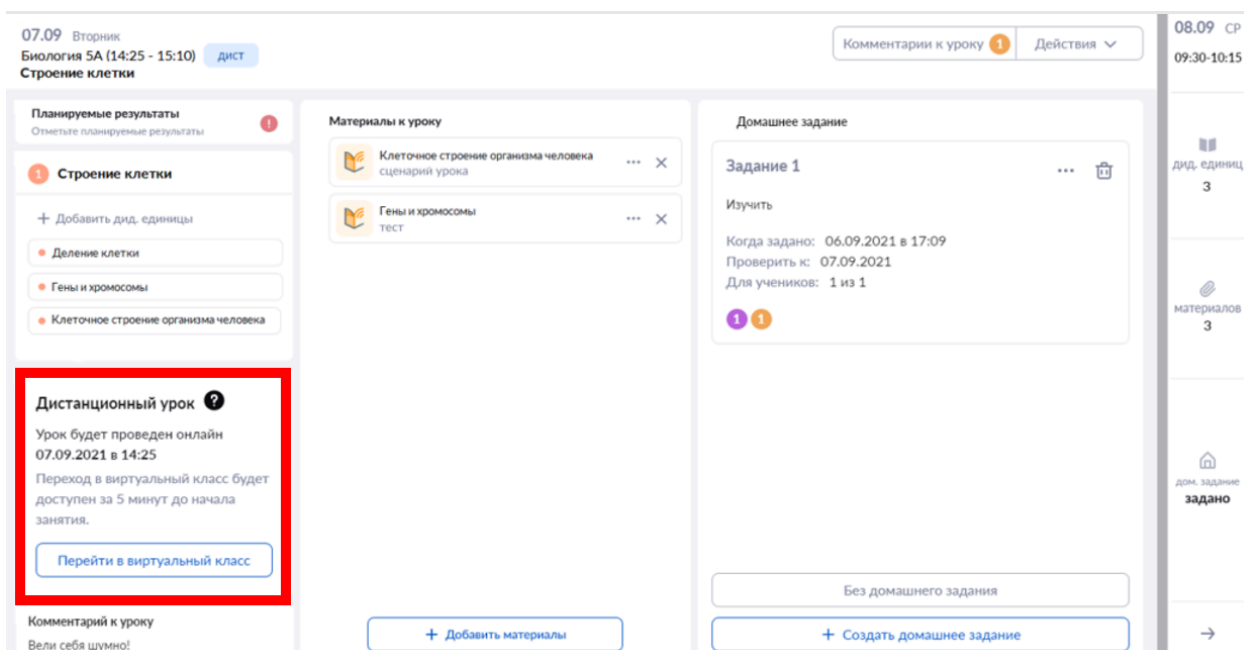 07.09 Вторник
Биология 5А (14:25 - 15:10) дист
Строение клетки
Комментарии к уроку 1 Действия
Планируемые результаты
Отметьте планируемые результаты
!
1 Строение клетки
+ Добавить дид. единицы
Деление клетки
Гены и хромосомы
Клеточное строение организма человека
Дистанционный урок ?
Урок будет проведен онлайн
07.09.2021 в 14:25
Переход в виртуальный класс будет
доступен за 5 минут до начала
занятия.
Перейти в виртуальный класс
Комментарий к уроку
Вели себя шумно!
Материалы к уроку
Клеточное строение организма человека
сценарий урока
Гены и хромосомы
тест
+ Добавить материалы
Домашнее задание
Задание 1
Изучить
Когда задано: 06.09.2021 в 17:09
Проверить к: 07.09.2021
Для учеников: 1 из 1
1 1
Без домашнего задания
+ Создать домашнее задание
08.09 СР
09:30-10:15
дид. единиц
3
материалов
3
дом. задание
задано